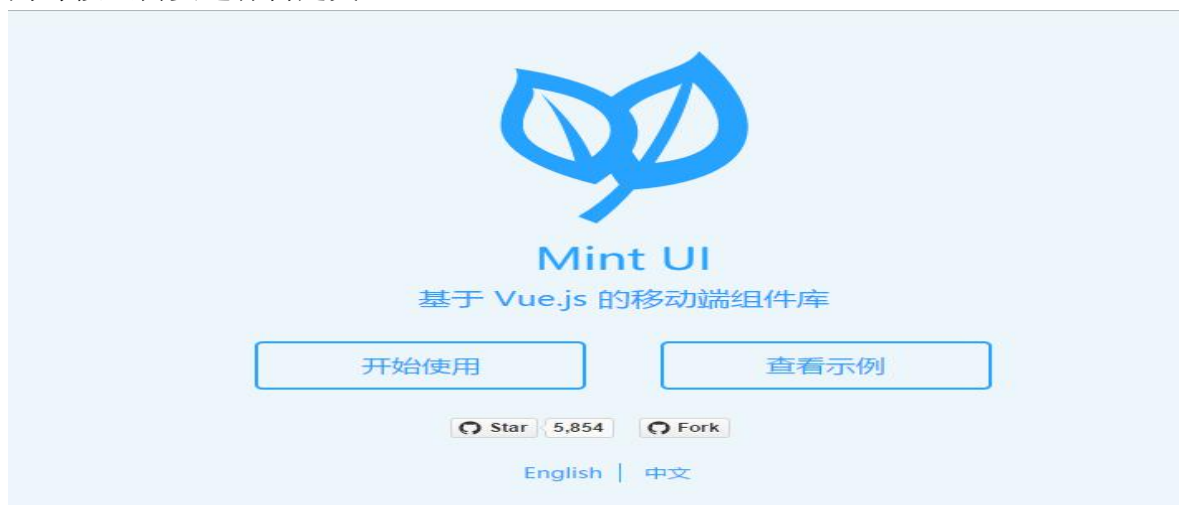 Mint UI
基于 Vue.js 的移动端组件库
开始使用 查看示例
Star 5,854 Fork
English | 中文